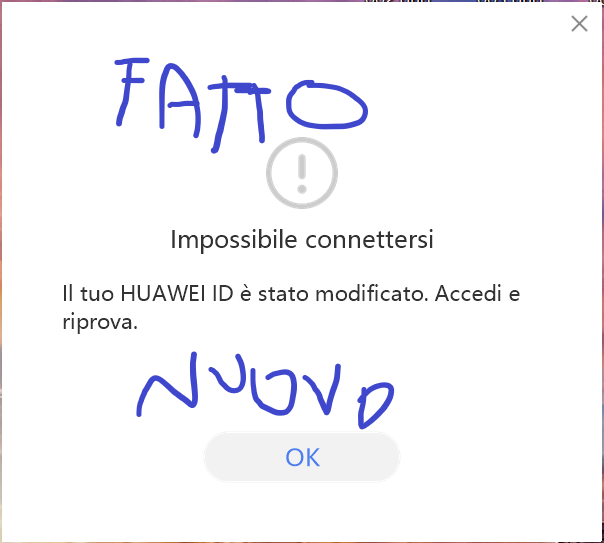 FATTO
Impossibile connettersi
Il tuo HUAWEI ID è stato modificato. Accedi e
riprova.
NUOVO
OK